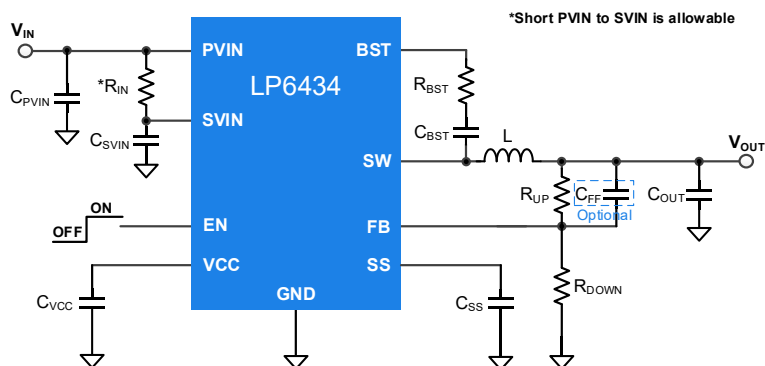 *Short PVIN to SVIN is allowable
VIN
PVIN
BST
*RIN
LP6434
RBST
CPVIN
SVIN
CSVIN
CBST
L
VOUT
SW
RUP
CFF
COUT
Optional
ON
OFF
EN
FB
VCC
SS
CVCC
GND
CSS
RDOWN